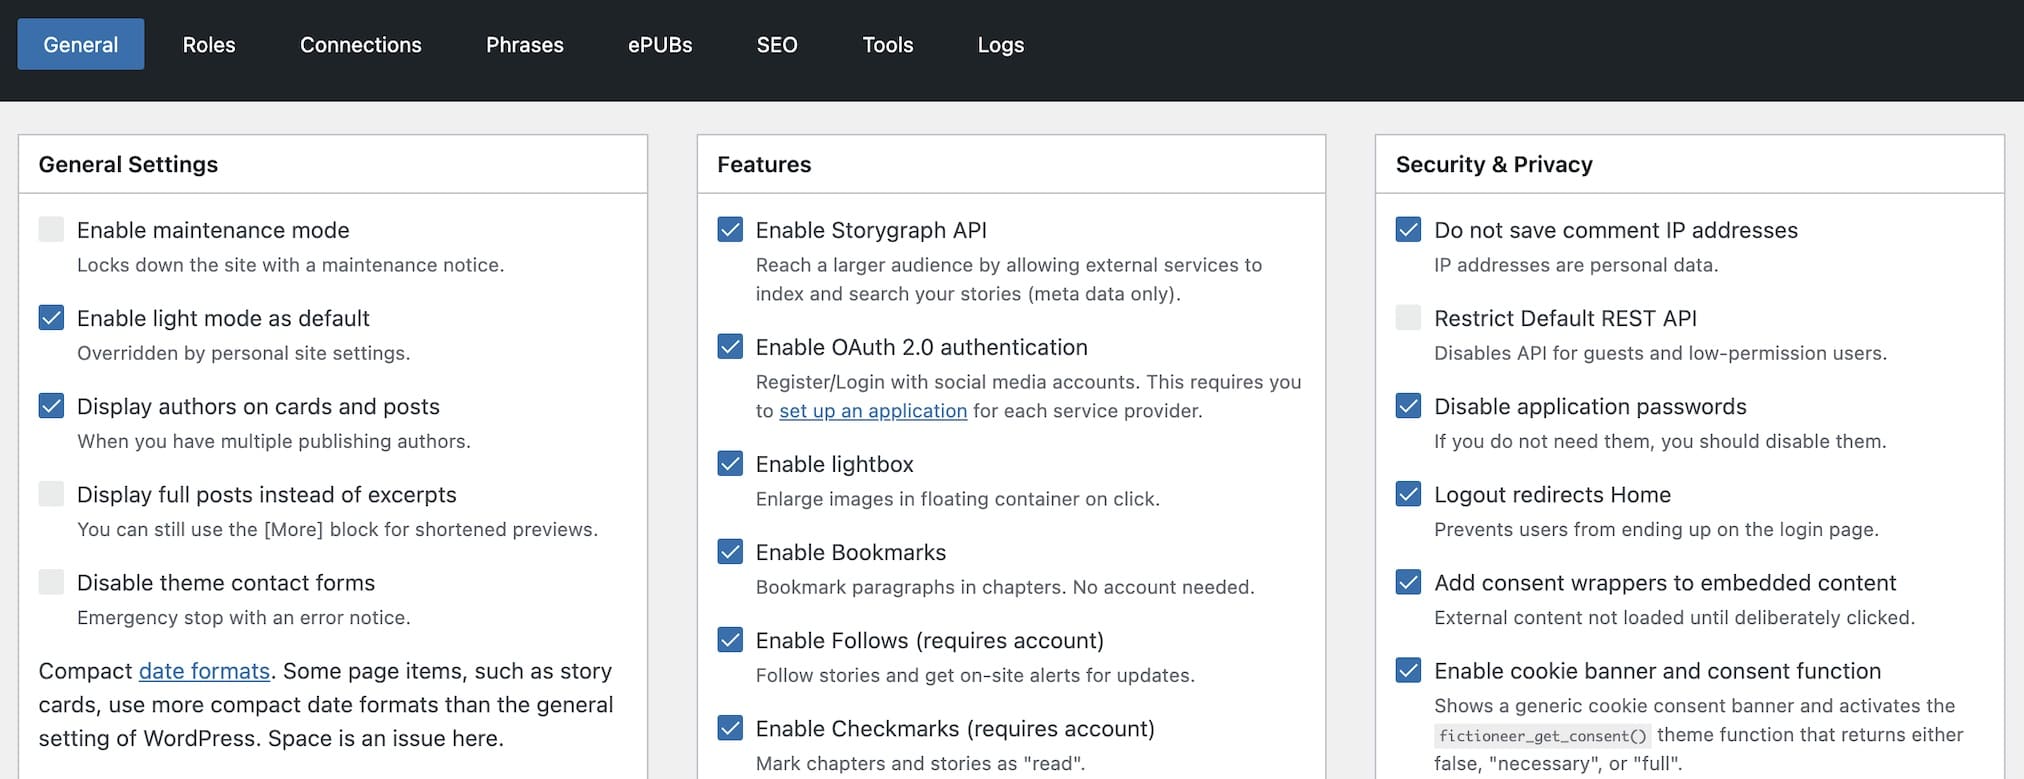 General Roles Connections Phrases ePUBs SEO Tools Logs
General Settings
Enable maintenance mode
Locks down the site with a maintenance notice.
Enable light mode as default
Overridden by personal site settings.
Display authors on cards and posts
When you have multiple publishing authors.
Display full posts instead of excerpts
You can still use the [More] block for shortened previews.
Disable theme contact forms
Emergency stop with an error notice.
Compact date formats. Some page items, such as story
cards, use more compact date formats than the general
setting of WordPress. Space is an issue here.
Features
Enable Storygraph API
Reach a larger audience by allowing external services to
index and search your stories (meta data only).
Enable OAuth 2.0 authentication
Register/Login with social media accounts. This requires you
to set up an application for each service provider.
Enable lightbox
Enlarge images in floating container on click.
Enable Bookmarks
Bookmark paragraphs in chapters. No account needed.
Enable Follows (requires account)
Follow stories and get on-site alerts for updates.
Enable Checkmarks (requires account)
Mark chapters and stories as "read".
Security & Privacy
Do not save comment IP addresses
IP addresses are personal data.
Restrict Default REST API
Disables API for guests and low-permission users.
Disable application passwords
If you do not need them, you should disable them.
Logout redirects Home
Prevents users from ending up on the login page.
Add consent wrappers to embedded content
External content not loaded until deliberately clicked.
Enable cookie banner and consent function
Shows a generic cookie consent banner and activates the
fictioneer_get_consent() theme function that returns either
false, "necessary", or "full".